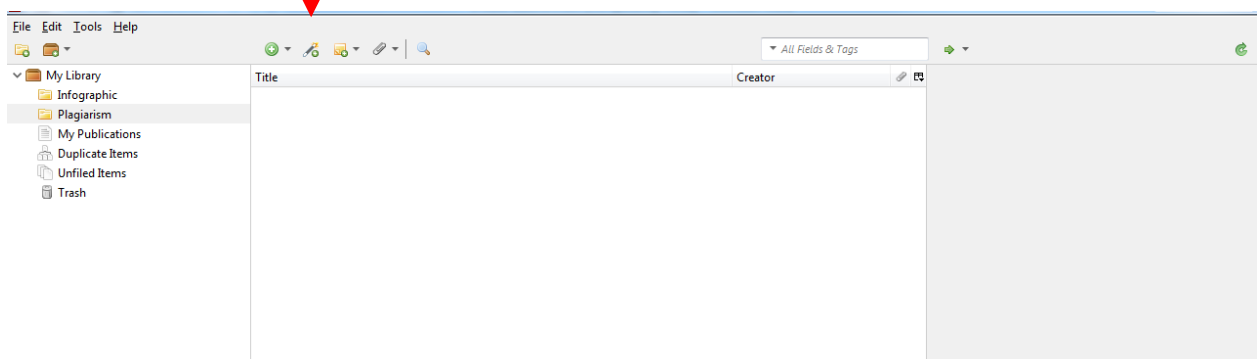 File Edit Tools Help
All Fields & Tags
My Library
Title Creator
Infographic
Plagiarism
My Publications
Duplicate Items
Unfiled Items
Trash